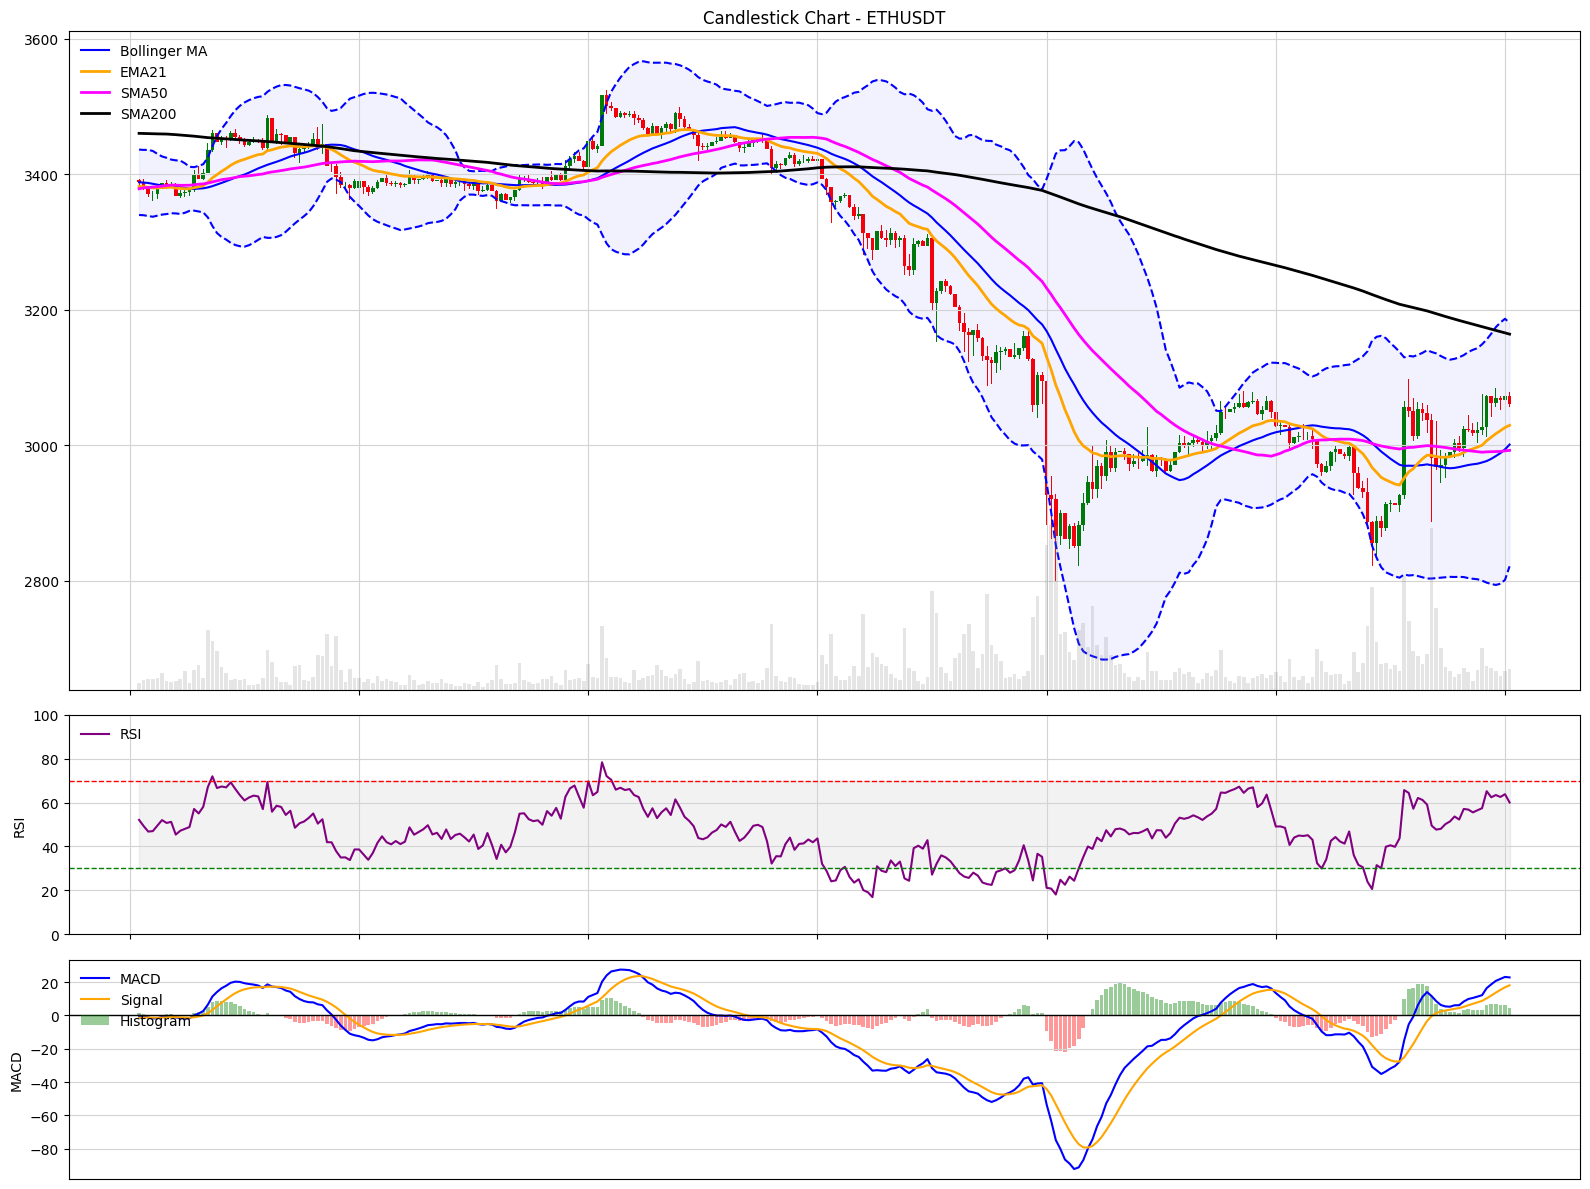 Candlestick Chart - ETHUSDT
3600
3400
3200
3000
2800
Bollinger MA
EMA21
SMA50
SMA200
100
80
60
40
20
0
RSI
RSI
20
0
−20
−40
−60
−80
MACD
MACD
Signal
Histogram